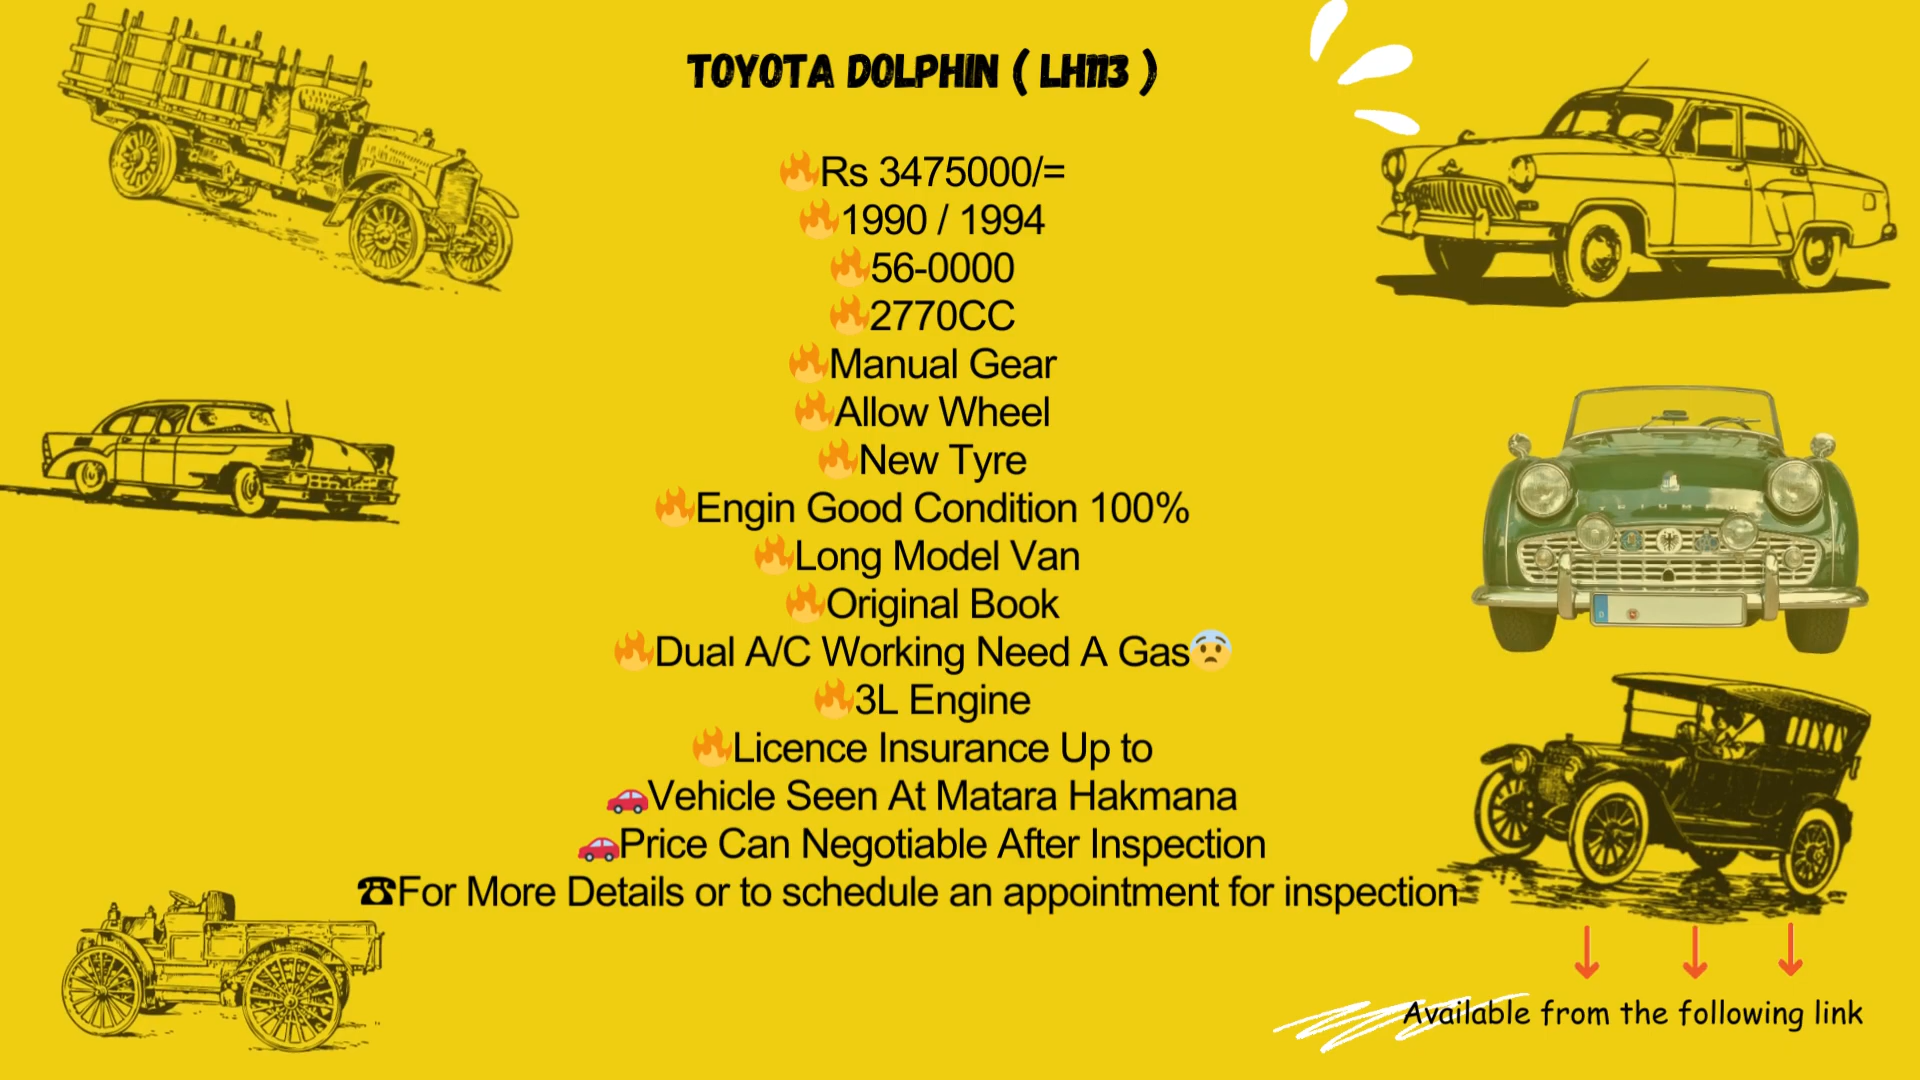 TOYOTA DOLPHIN ( LH113 )
🔥Rs 3475000/=
🔥1990 / 1994
🔥56-0000
🔥2770CC
🔥Manual Gear
🔥Allow Wheel
🔥New Tyre
🔥Engin Good Condition 100%
🔥Long Model Van
🔥Original Book
🔥Dual A/C Working Need A Gas😨
🔥3L Engine
🔥Licence Insurance Up to
🚗Vehicle Seen At Matara Hakmana
🚗Price Can Negotiable After Inspection
☎For More Details or to schedule an appointment for inspection
Available from the following link